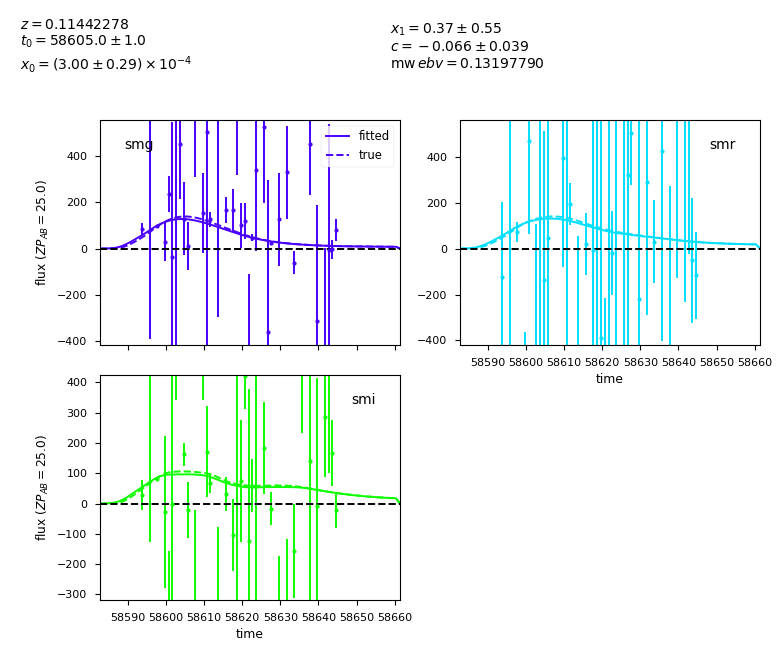 z = 0.11442278
t₀ = 58605.0 ± 1.0
x₀ = (3.00 ± 0.29) × 10⁻⁴
x₁ = 0.37 ± 0.55
c = −0.066 ± 0.039
mw ebv = 0.13197790
smg
fitted
true
400
200
0
−200
−400
flux (ZP_AB = 25.0)
smr
400
200
0
−200
−400
58590 58600 58610 58620 58630 58640 58650 58660
time
smi
400
300
200
100
0
−100
−200
−300
flux (ZP_AB = 25.0)
58590 58600 58610 58620 58630 58640 58650 58660
time